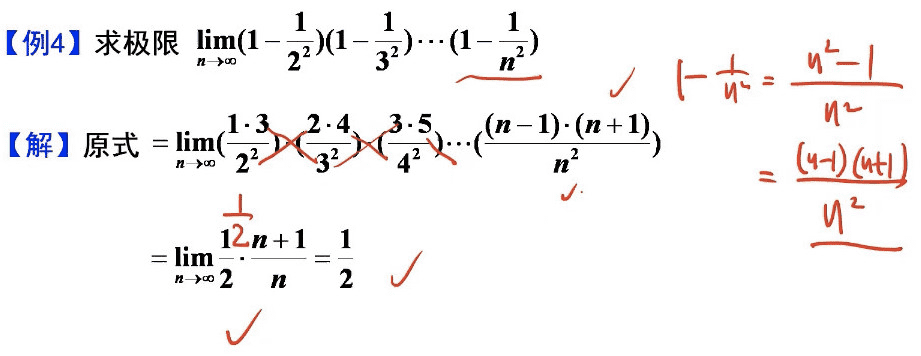 【例4】求极限 lim n→∞ (1 − 1/2²)(1 − 1/3²)⋯(1 − 1/n²)
1 − 1/n² = (n² − 1)/n²
【解】原式 = lim n→∞ (1·3/2²)·(2·4/3²)·(3·5/4²)⋯((n−1)·(n+1)/n²)
= (n−1)(n+1)/n²
1/2
= lim n→∞ 1/2 · (n+1)/n = 1/2